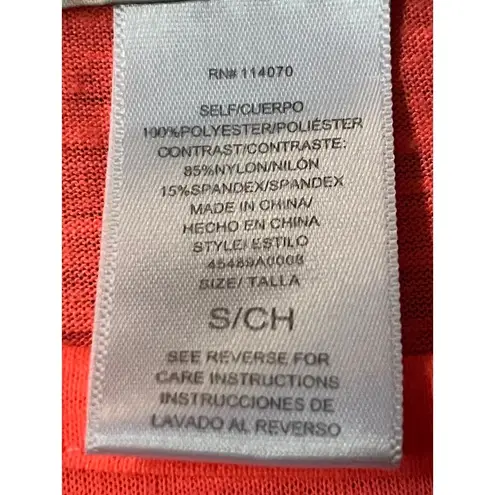 RN# 114070
SELF/CUERPO
100%POLYESTER/POLIÉSTER
CONTRAST/CONTRASTE:
85%NYLON/NILÓN
15%SPANDEX/SPANDEX
MADE IN CHINA/
HECHO EN CHINA
STYLE/ ESTILO
45489A0008
SIZE/ TALLA
S/CH
SEE REVERSE FOR
CARE INSTRUCTIONS
INSTRUCCIONES DE
LAVADO AL REVERSO